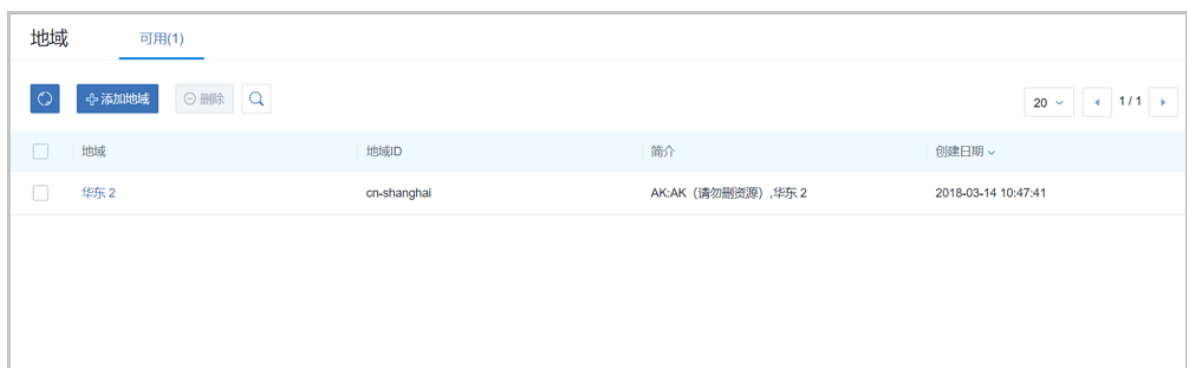 地域 可用(1)
添加地域 删除 20 1 / 1
地域 地域ID 简介 创建日期
华东 2 cn-shanghai AK:AK（请勿删资源）,华东 2 2018-03-14 10:47:41